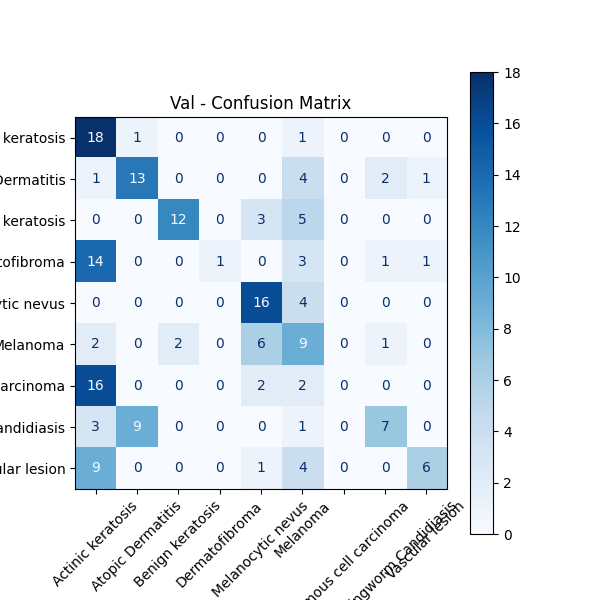 Val - Confusion Matrix
keratosis 18 1 0 0 0 1 0 0 0
Dermatitis 1 13 0 0 0 4 0 2 1
keratosis 0 0 12 0 3 5 0 0 0
tofibroma 14 0 0 1 0 3 0 1 1
ytic nevus 0 0 0 0 16 4 0 0 0
Melanoma 2 0 2 0 6 9 0 1 0
arcinoma 16 0 0 0 2 2 0 0 0
andidiasis 3 9 0 0 0 1 0 7 0
ular lesion 9 0 0 0 1 4 0 0 6
Actinic keratosis
Atopic Dermatitis
Benign keratosis
Dermatofibroma
Melanocytic nevus
Melanoma
mous cell carcinoma
ingworm Candidiasis
Vascular lesion
18
16
14
12
10
8
6
4
2
0